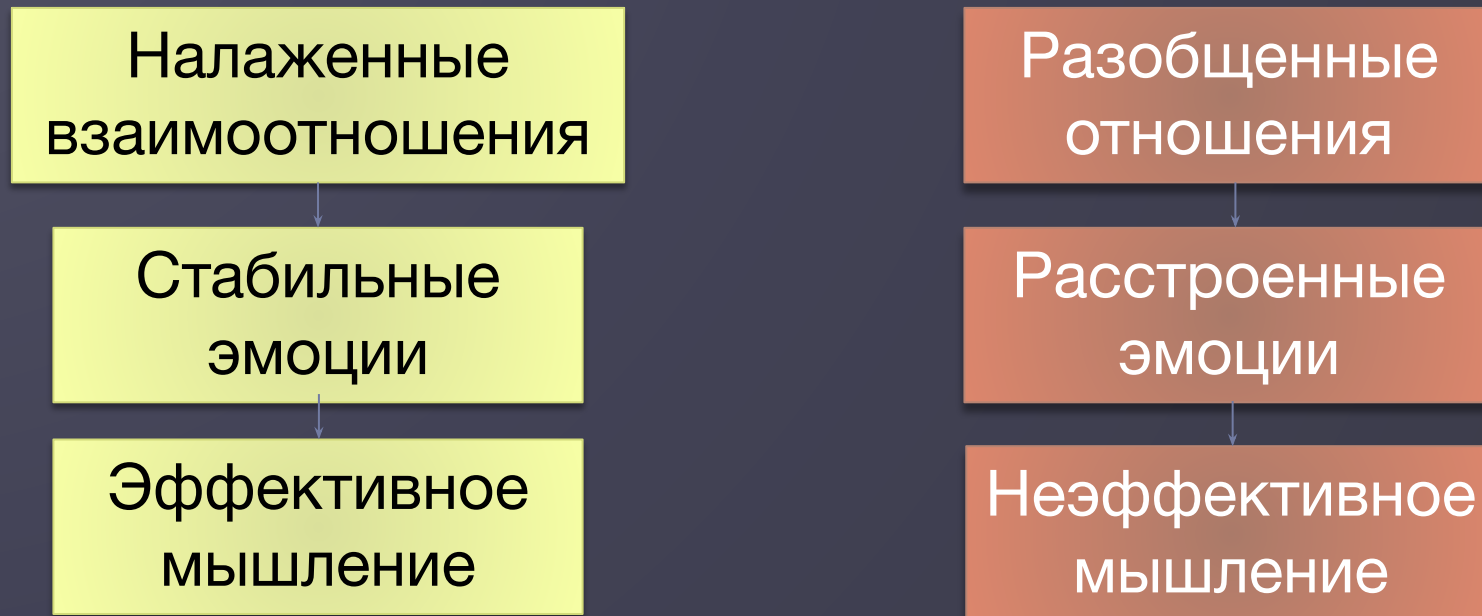 Налаженные
взаимоотношения
Стабильные
эмоции
Эффективное
мышление
Разобщенные
отношения
Расстроенные
эмоции
Неэффективное
мышление